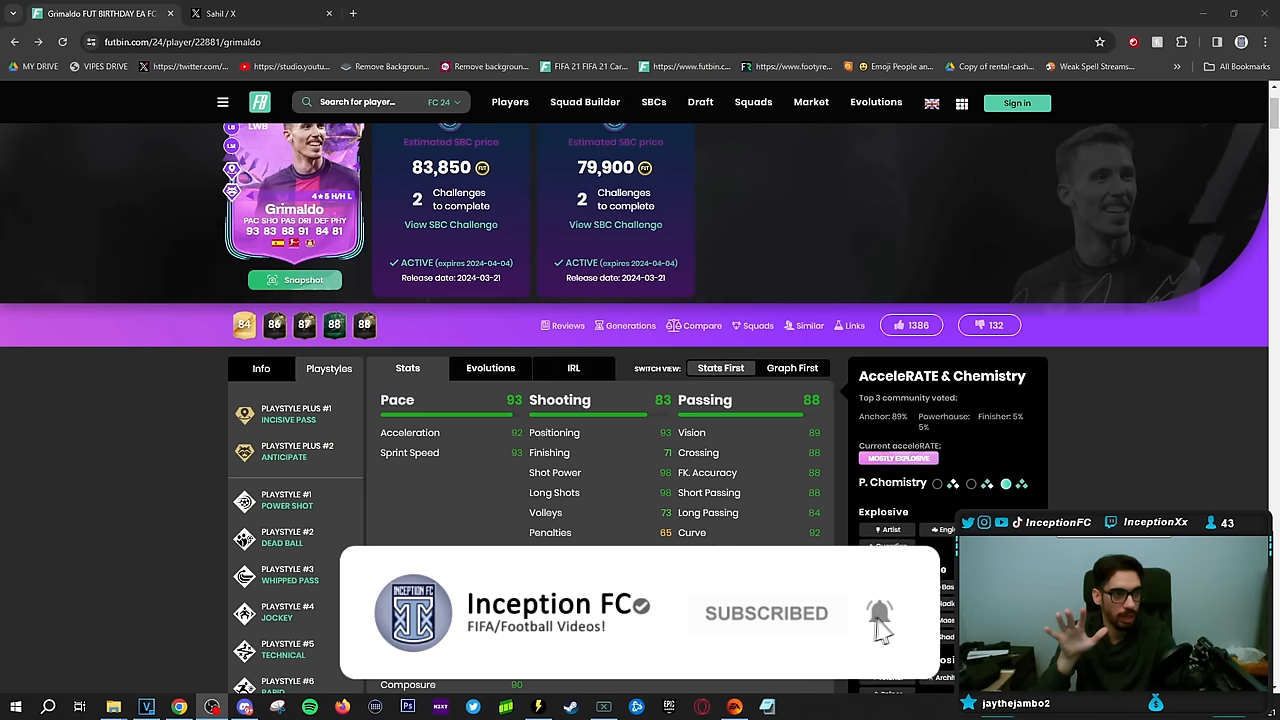 Grimaldo FUT BIRTHDAY EA FC
Sahil / X
futbin.com/24/player/22881/grimaldo
MY DRIVE
VIPES DRIVE
https://twitter.com/...
https://studio.youtu...
Remove Backgroun...
Remove backgroun...
FIFA 21 FIFA 21 Car...
https://www.futbin.c...
https://www.footyre...
Emoji People an...
Copy of rental-cash...
Weak Spell Streams...
All Bookmarks
Search for player...
FC 24
Players
Squad Builder
SBCs
Draft
Squads
Market
Evolutions
Sign in
LB
LWB
LM
4★5 H/H L
Grimaldo
PAC SHO PAS DRI DEF PHY
93 83 88 91 84 81
Snapshot
Estimated SBC price
83,850
2 Challenges
to complete
View SBC Challenge
ACTIVE (expires 2024-04-04)
Release date: 2024-03-21
Estimated SBC price
79,900
2 Challenges
to complete
View SBC Challenge
ACTIVE (expires 2024-04-04)
Release date: 2024-03-21
84
86
87
88
88
Reviews
Generations
Compare
Squads
Similar
Links
1386
132
Info
Playstyles
PLAYSTYLE PLUS #1
INCISIVE PASS
PLAYSTYLE PLUS #2
ANTICIPATE
PLAYSTYLE #1
POWER SHOT
PLAYSTYLE #2
DEAD BALL
PLAYSTYLE #3
WHIPPED PASS
PLAYSTYLE #4
JOCKEY
PLAYSTYLE #5
TECHNICAL
PLAYSTYLE #6
RAPID
Stats
Evolutions
IRL
SWITCH VIEW:
Stats First
Graph First
Pace 93
Acceleration 92
Sprint Speed 93
Shooting 83
Positioning 93
Finishing 71
Shot Power 98
Long Shots 98
Volleys 73
Penalties 65
Passing 88
Vision 89
Crossing 88
FK. Accuracy 88
Short Passing 88
Long Passing 84
Curve 92
Composure 90
AcceleRATE & Chemistry
Top 3 community voted:
Anchor: 89%
Powerhouse: 5%
Finisher: 5%
Current acceleRATE:
MOSTLY EXPLOSIVE
P. Chemistry
Explosive
Artist
Inception FC
FIFA/Football Videos!
SUBSCRIBED
INCEPTION FC
InceptionFC
InceptionXx
43
jaythejambo2